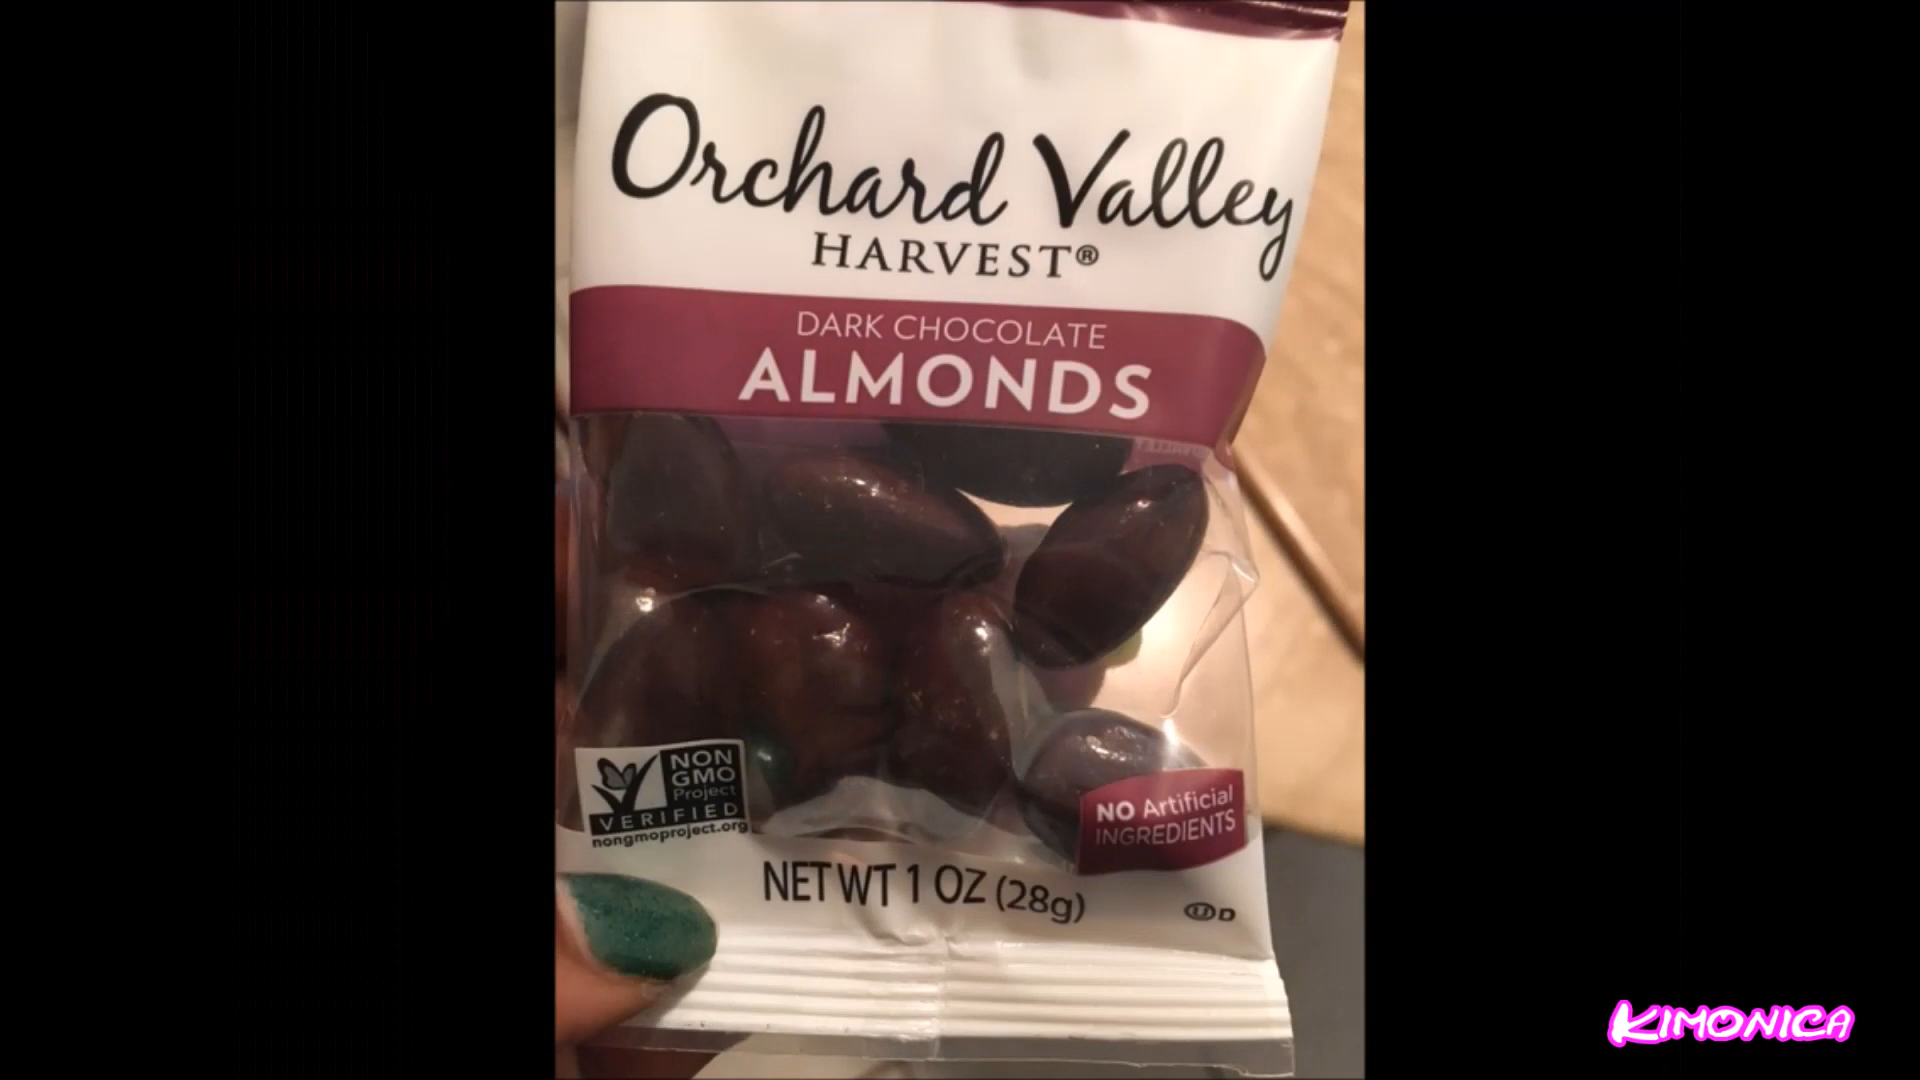 Orchard Valley
HARVEST®
DARK CHOCOLATE
ALMONDS
NON
GMO
Project
VERIFIED
nongmoproject.org
NO Artificial
INGREDIENTS
NET WT 1 OZ (28g)
U D
KIMONICA